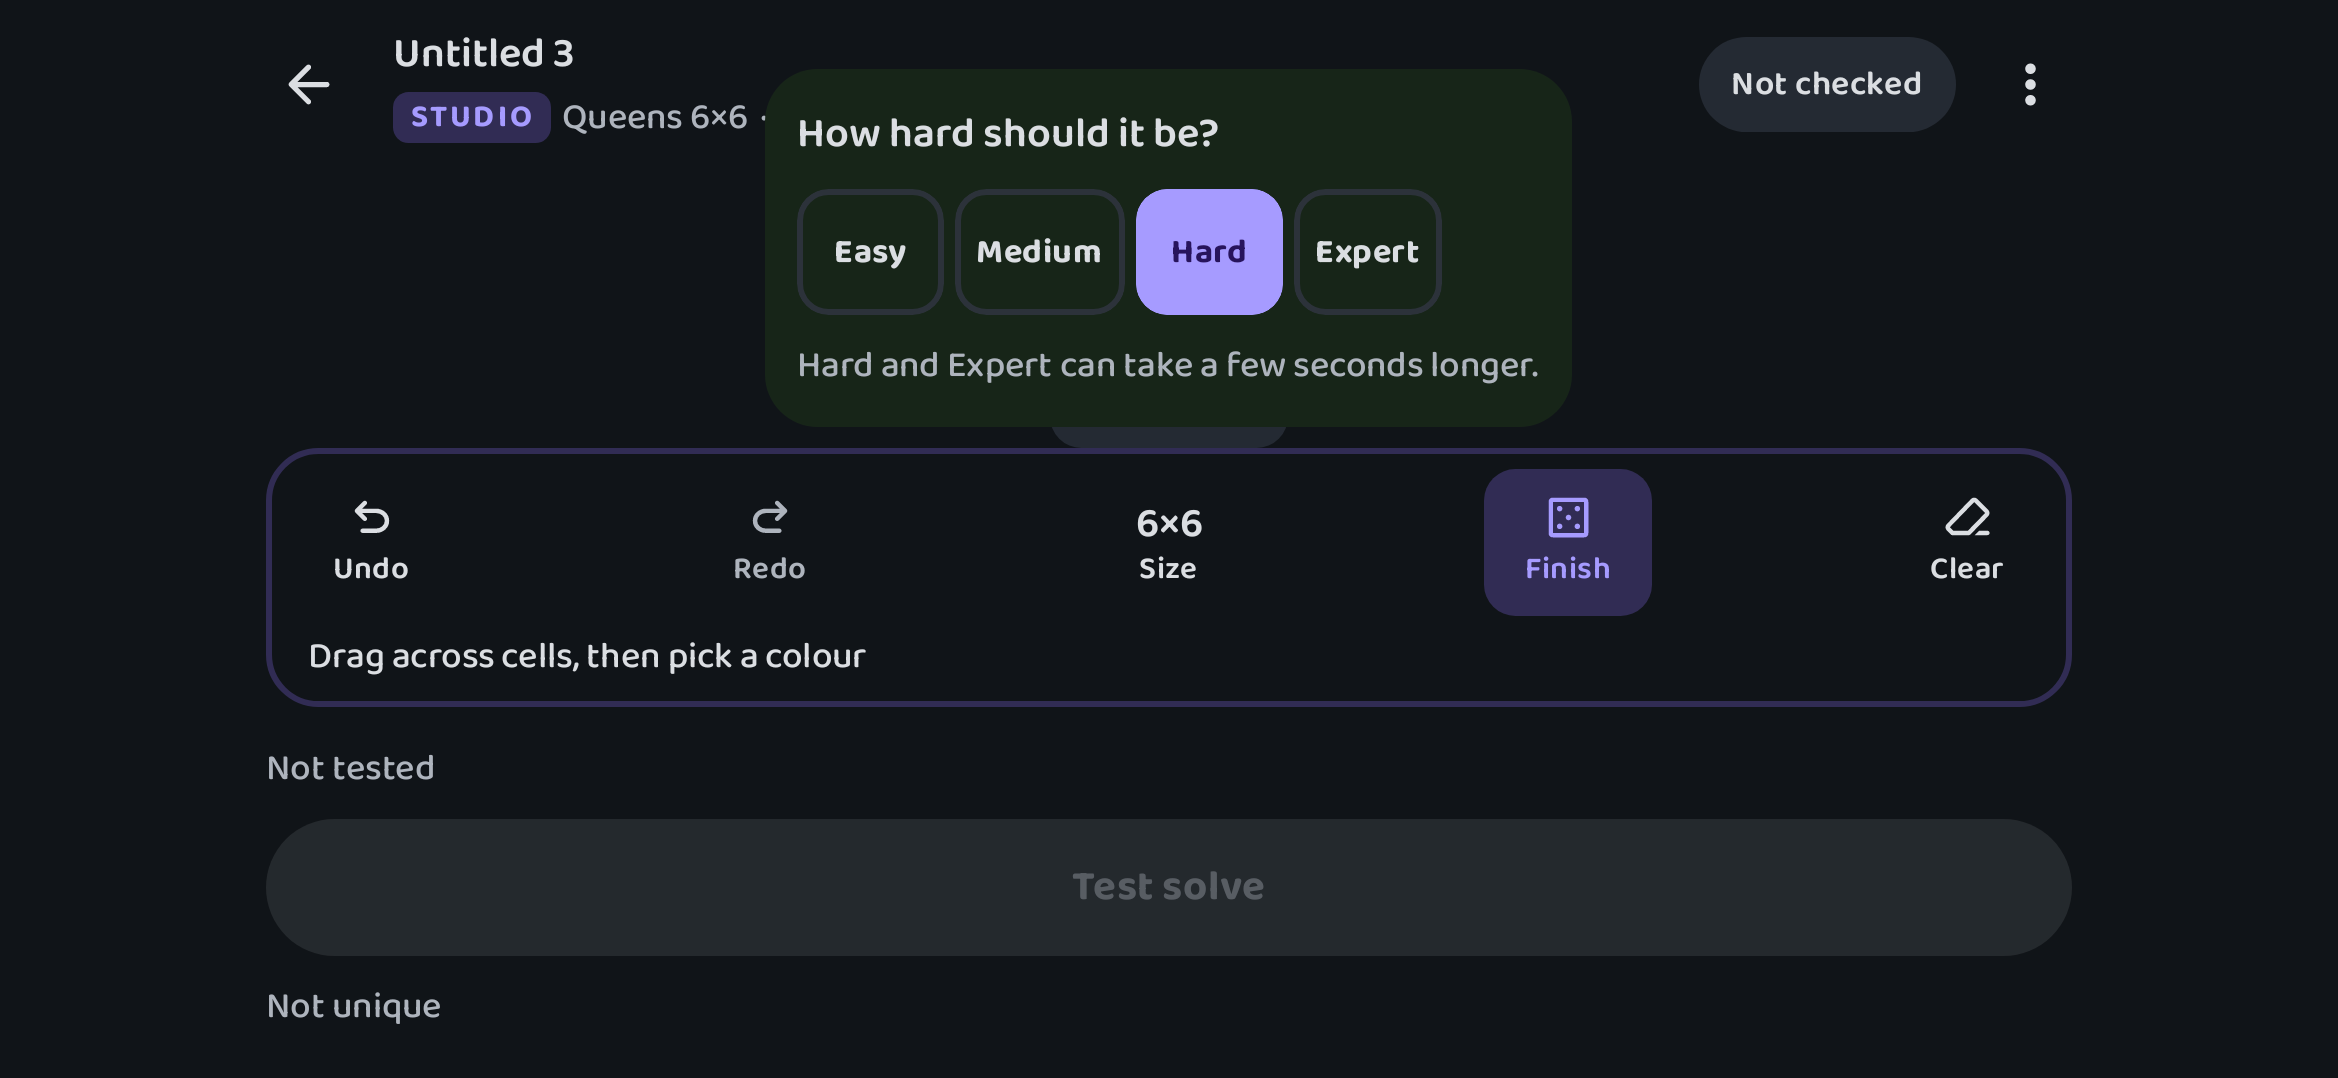 Untitled 3
STUDIO Queens 6×6 ·
Not checked
How hard should it be?
Easy Medium Hard Expert
Hard and Expert can take a few seconds longer.
Undo Redo 6×6 Size Finish Clear
Drag across cells, then pick a colour
Not tested
Test solve
Not unique